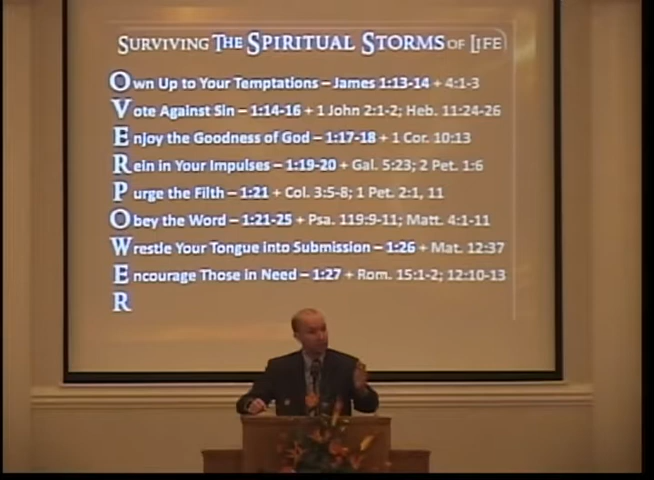 SURVIVING THE SPIRITUAL STORMS OF LIFE
Own Up to Your Temptations – James 1:13-14 + 4:1-3
Vote Against Sin – 1:14-16 + 1 John 2:1-2; Heb. 11:24-26
Enjoy the Goodness of God – 1:17-18 + 1 Cor. 10:13
Rein in Your Impulses – 1:19-20 + Gal. 5:23; 2 Pet. 1:6
Purge the Filth – 1:21 + Col. 3:5-8; 1 Pet. 2:1, 11
Obey the Word – 1:21-25 + Psa. 119:9-11; Matt. 4:1-11
Wrestle Your Tongue into Submission – 1:26 + Mat. 12:37
Encourage Those in Need – 1:27 + Rom. 15:1-2; 12:10-13
R